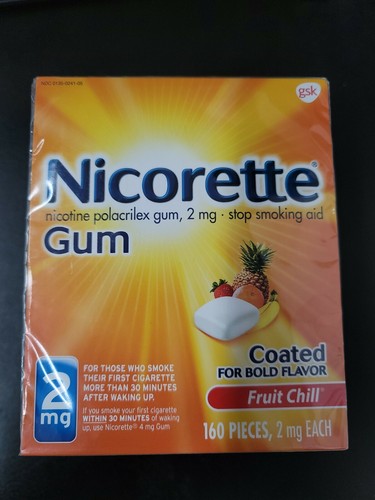 gsk
Nicorette®
nicotine polacrilex gum, 2 mg · stop smoking aid
Gum
Coated
FOR BOLD FLAVOR
Fruit Chill™
160 PIECES, 2 mg EACH
2
mg
FOR THOSE WHO SMOKE
THEIR FIRST CIGARETTE
MORE THAN 30 MINUTES
AFTER WAKING UP.
If you smoke your first cigarette
WITHIN 30 MINUTES of waking
up, use Nicorette® 4 mg Gum